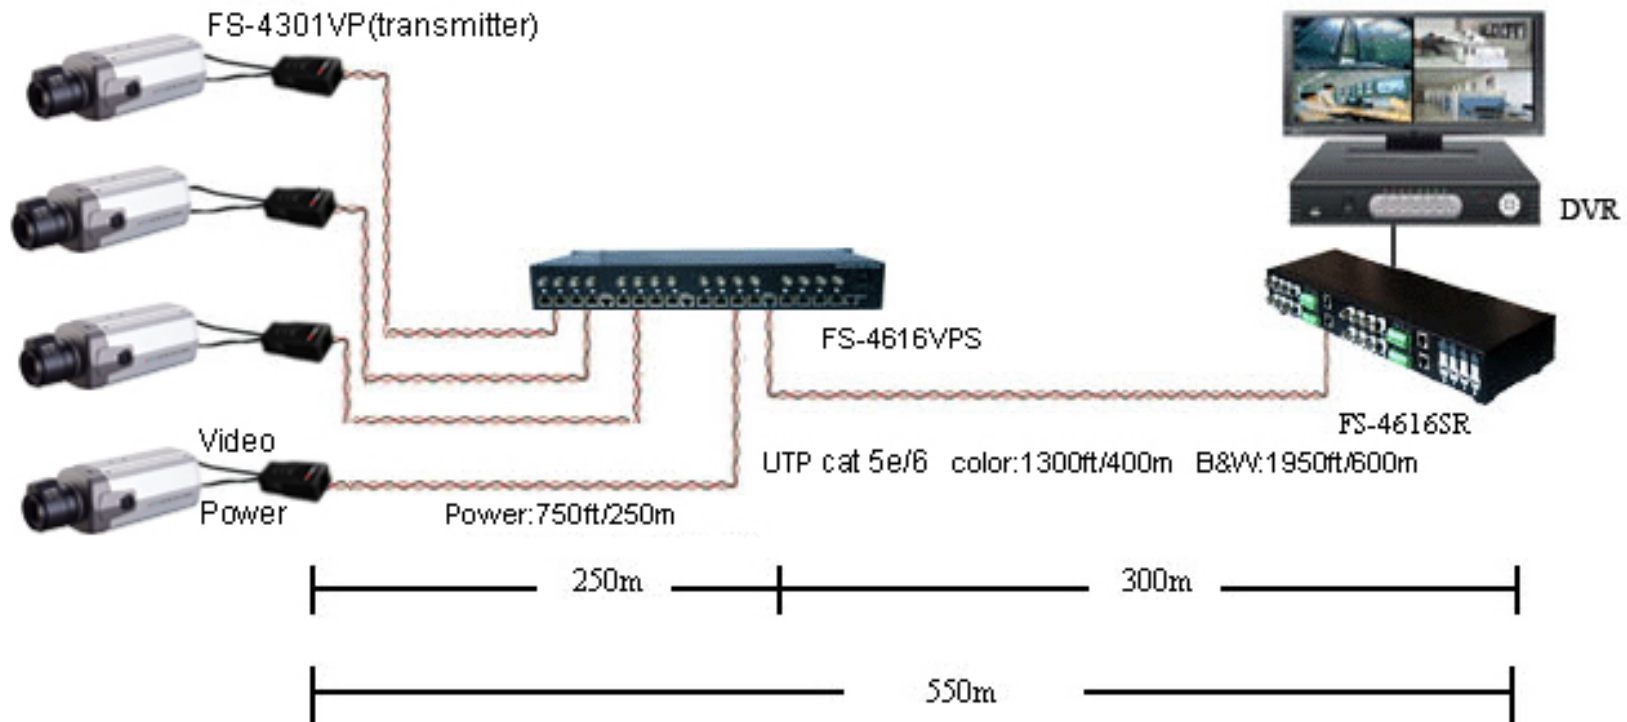 FS-4301VP(transmitter)
DVR
FS-4616VPS
FS-4616SR
Video
UTP cat 5e/6 color:1300ft/400m B&W:1950ft/600m
Power
Power:750ft/250m
250m
300m
550m